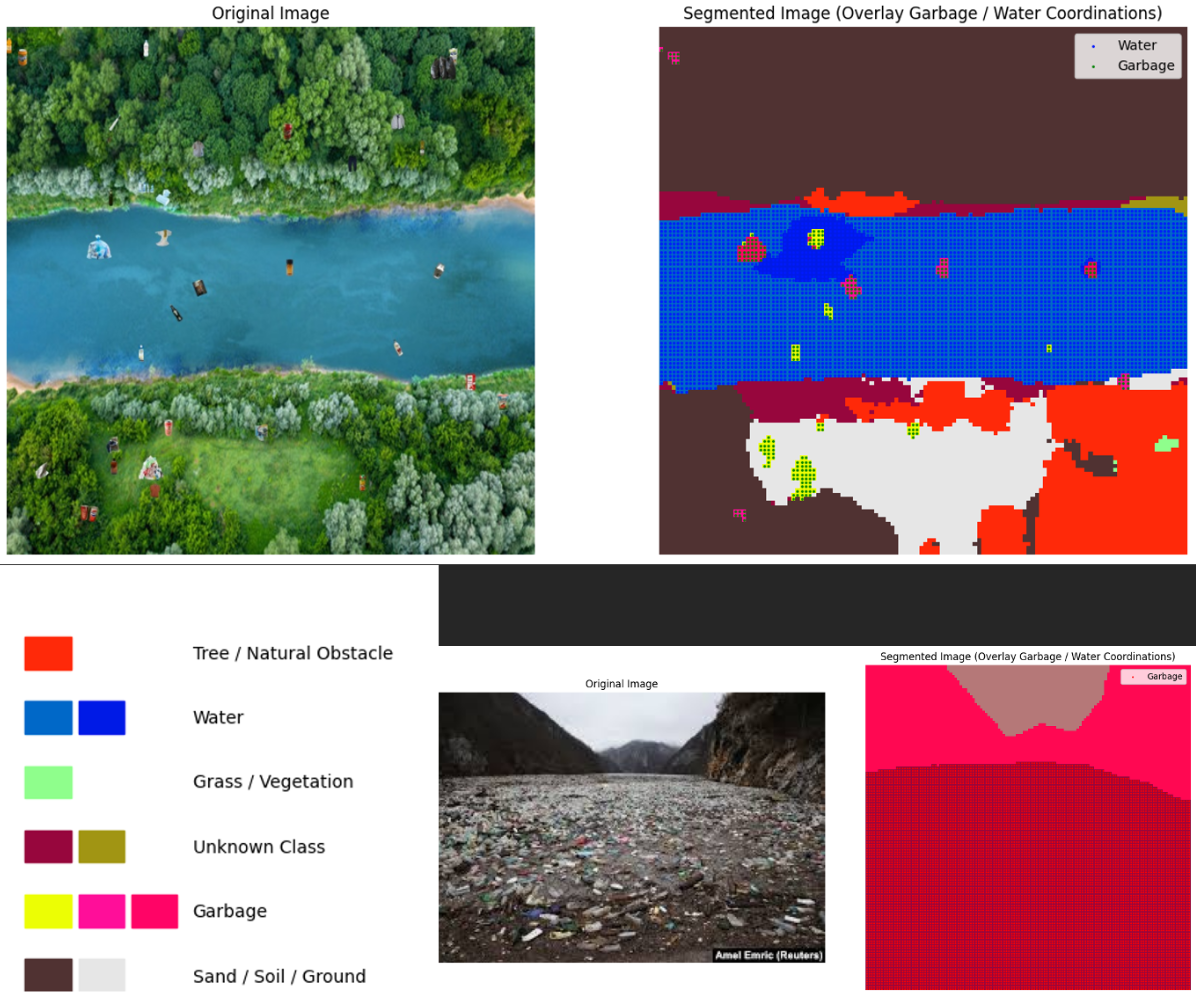 Original Image
Segmented Image (Overlay Garbage / Water Coordinations)
Water
Garbage
Tree / Natural Obstacle
Water
Grass / Vegetation
Unknown Class
Garbage
Sand / Soil / Ground
Original Image
Amel Emric (Reuters)
Segmented Image (Overlay Garbage / Water Coordinations)
Garbage